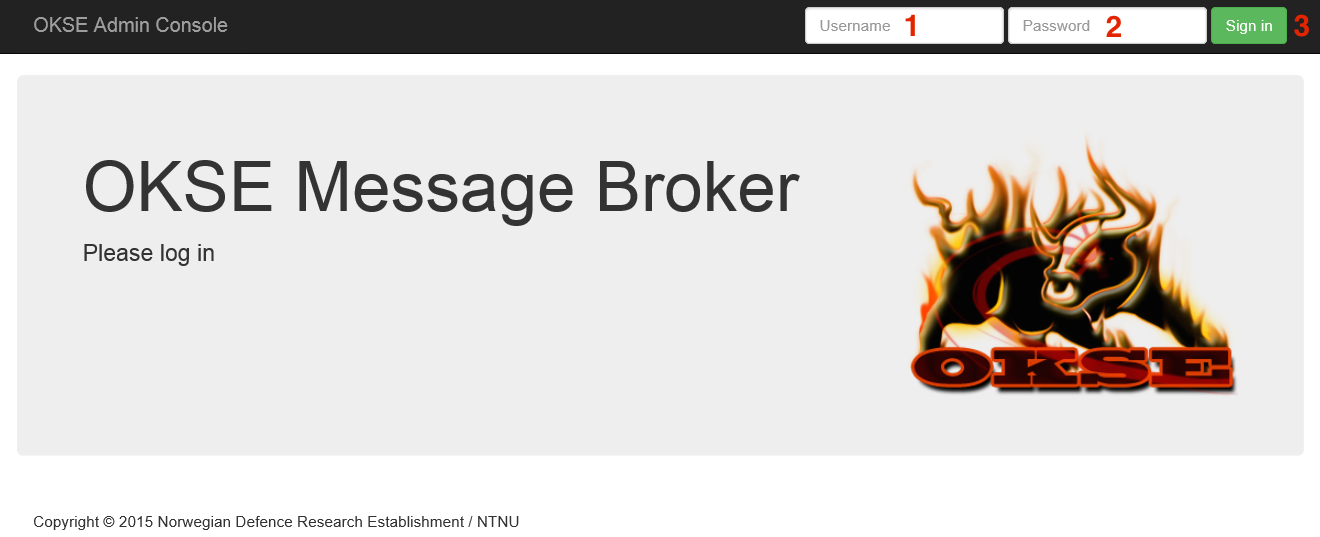 OKSE Admin Console
Username 1 Password 2 Sign in 3
OKSE Message Broker
Please log in
OKSE
Copyright © 2015 Norwegian Defence Research Establishment / NTNU